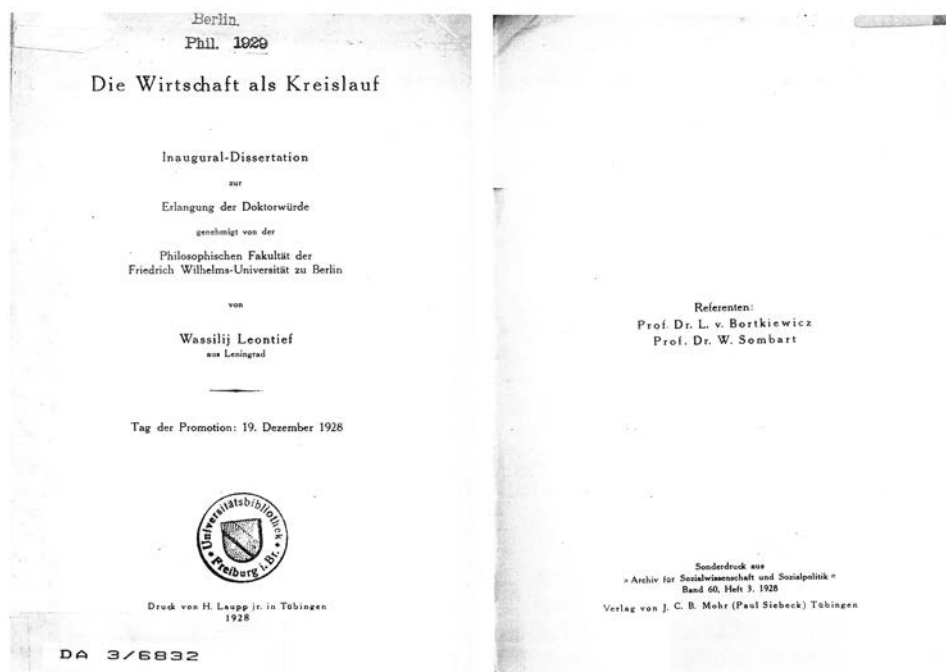 Berlin,
Phil. 1929
Die Wirtschaft als Kreislauf
Inaugural-Dissertation
zur
Erlangung der Doktorwürde
genehmigt von der
Philosophischen Fakultät der
Friedrich Wilhelms-Universität zu Berlin
von
Wassilij Leontief
aus Leningrad
Tag der Promotion: 19. Dezember 1928
Universitätsbibliothek
* Freiburg i. Br. *
Druck von H. Laupp jr. in Tübingen
1928
DA 3/6832
Referenten:
Prof. Dr. L. v. Bortkiewicz
Prof. Dr. W. Sombart
Sonderdruck aus
» Archiv für Sozialwissenschaft und Sozialpolitik «
Band 60, Heft 3, 1928
Verlag von J. C. B. Mohr (Paul Siebeck) Tübingen